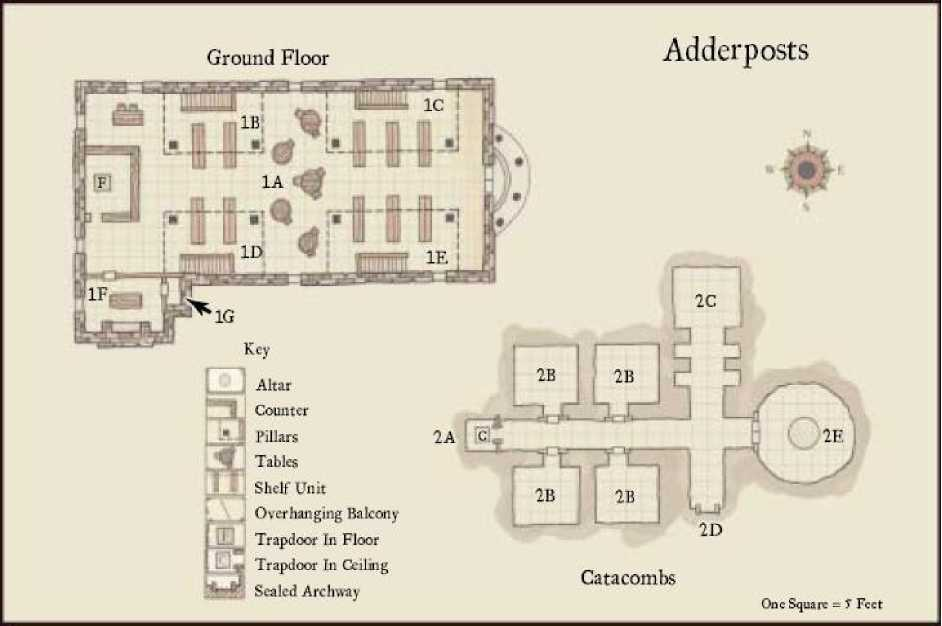 Adderposts
Ground Floor
1B
1C
F
1A
1D
1E
1F
1G
N
W E
S
Key
Altar
Counter
Pillars
Tables
Shelf Unit
Overhanging Balcony
F
Trapdoor In Floor
C
Trapdoor In Ceiling
Sealed Archway
2C
2B
2B
2A
C
2E
2B
2B
2D
Catacombs
One Square = 5 Feet